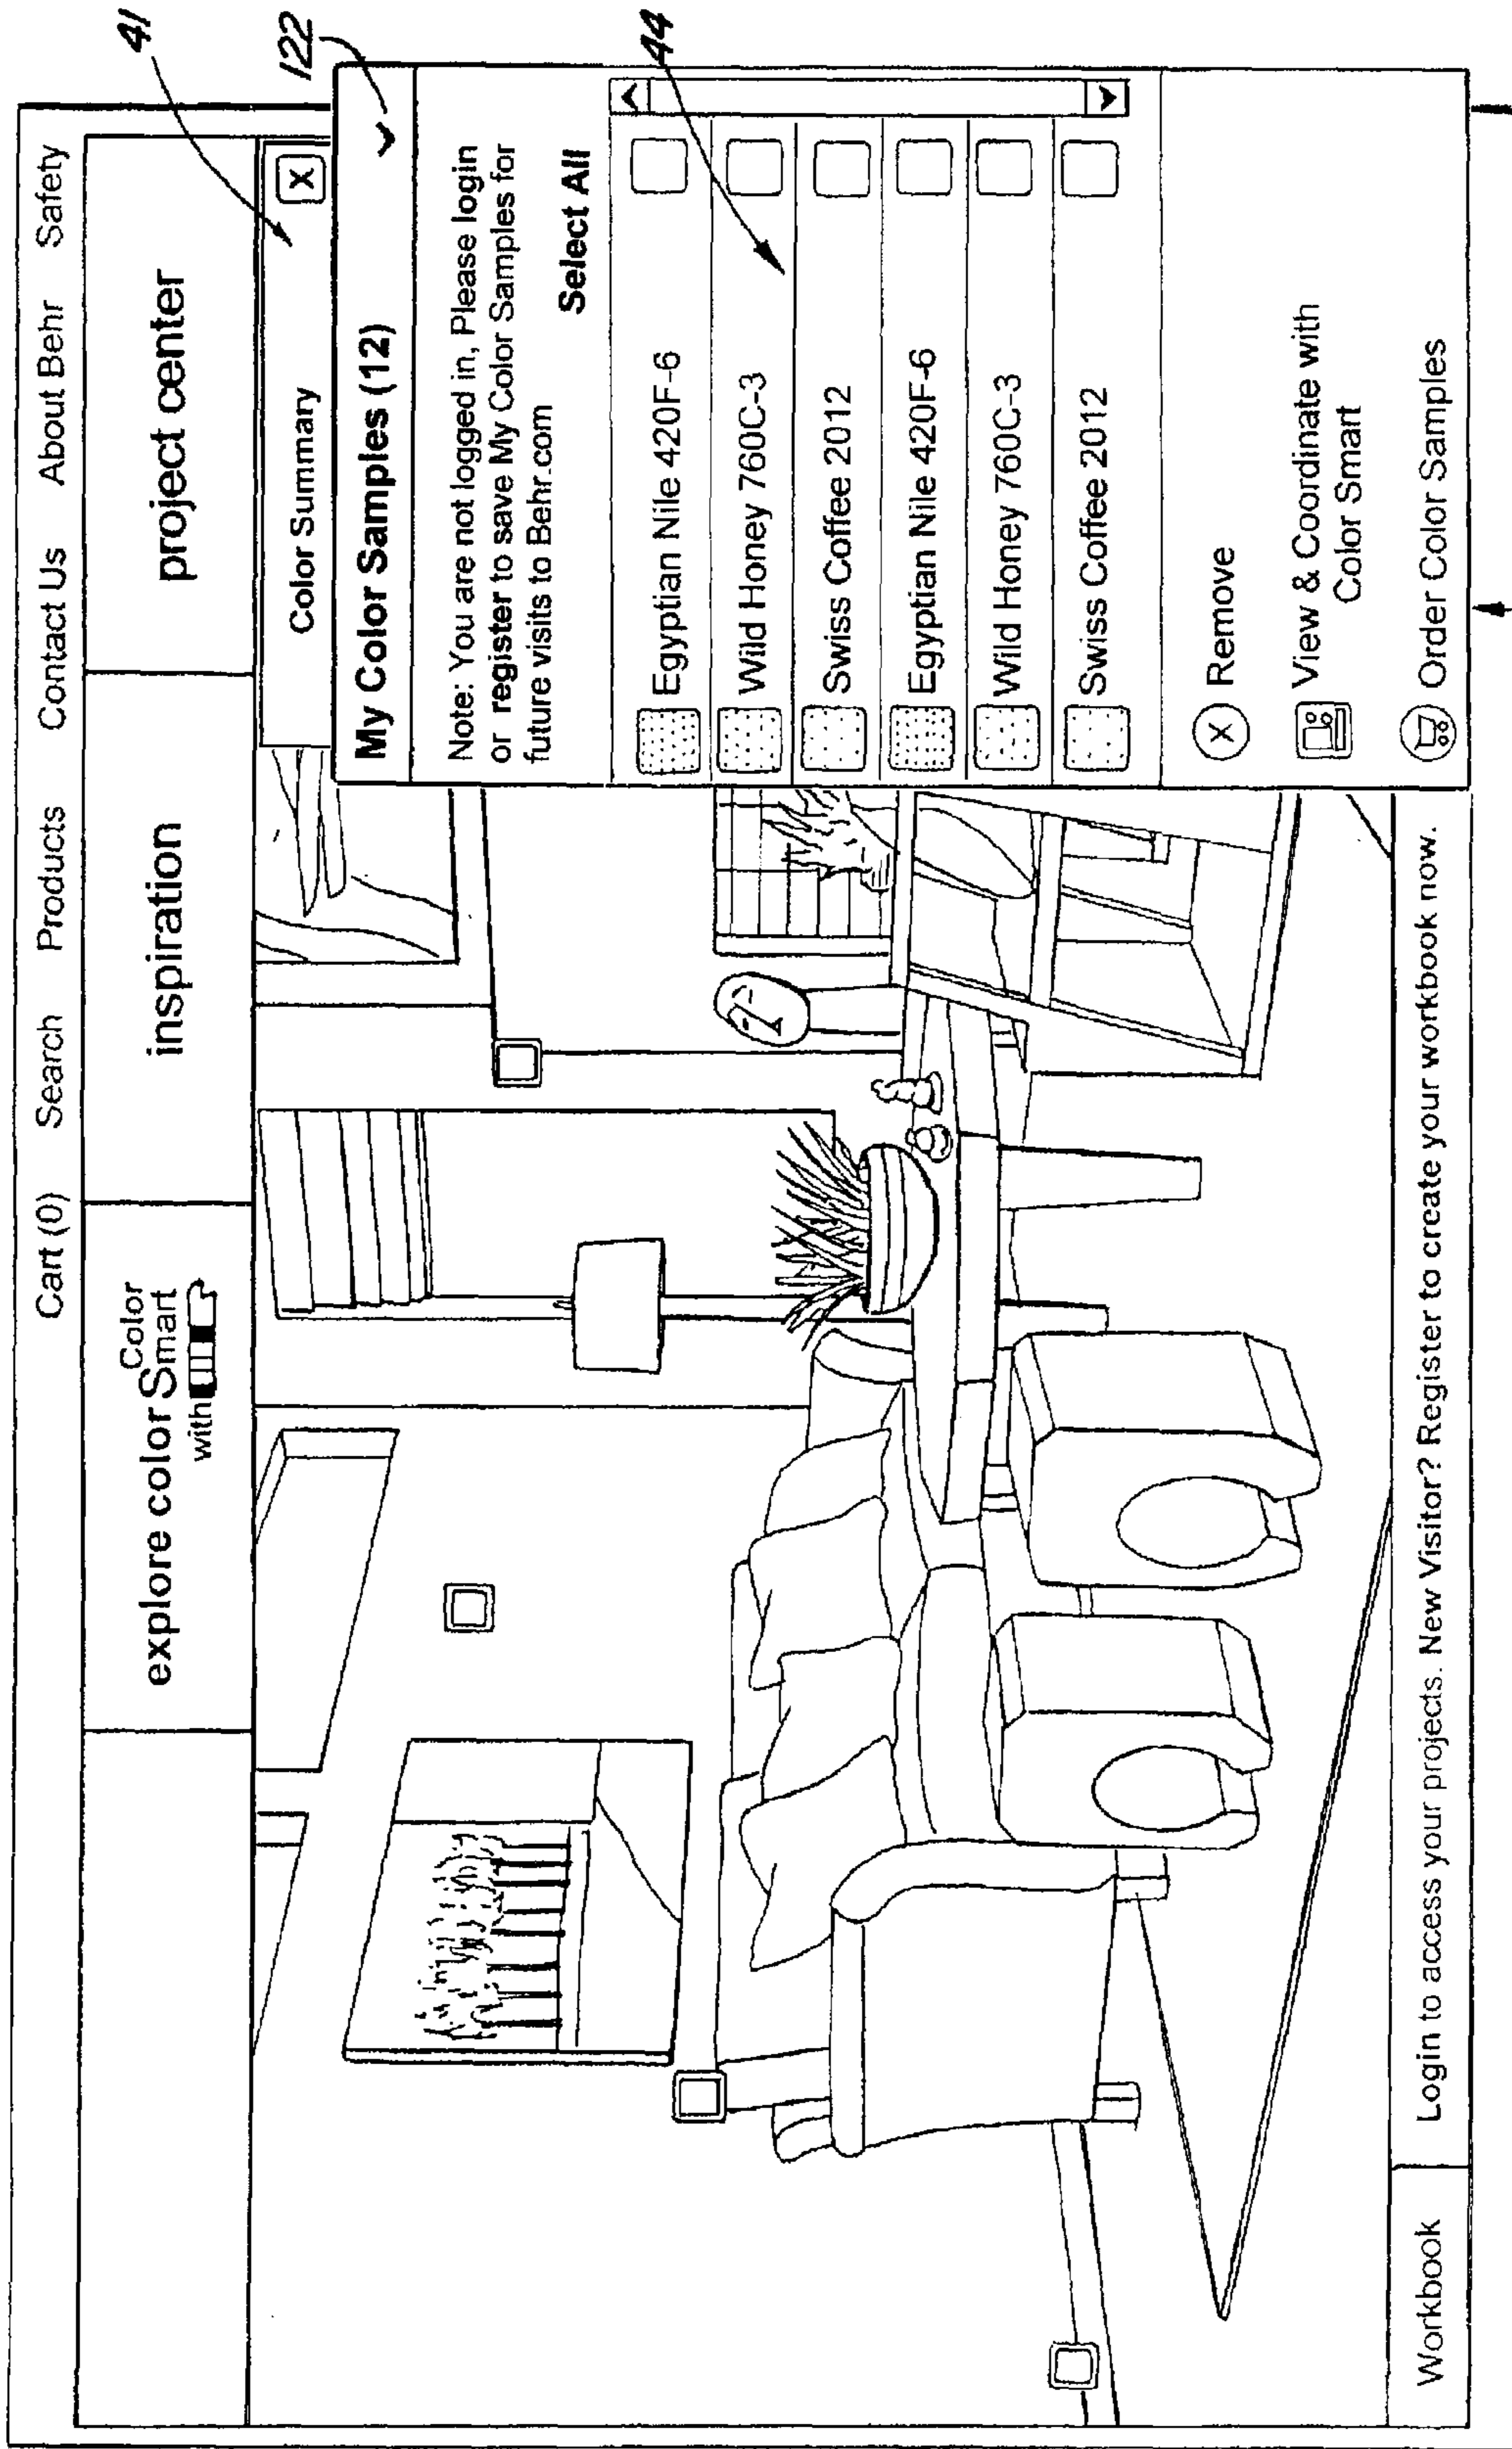 Cart (0) Search Products Contact Us About Behr Safety
explore color
with
Color
Smart
inspiration
project center
41
Color Summary
X
122
My Color Samples (12)
Note: You are not logged in, Please login
or register to save My Color Samples for
future visits to Behr.com
Select All
44
Egyptian Nile 420F-6
Wild Honey 760C-3
Swiss Coffee 2012
Egyptian Nile 420F-6
Wild Honey 760C-3
Swiss Coffee 2012
X Remove
View & Coordinate with
Color Smart
Order Color Samples
Workbook
Login to access your projects. New Visitor? Register to create your workbook now.